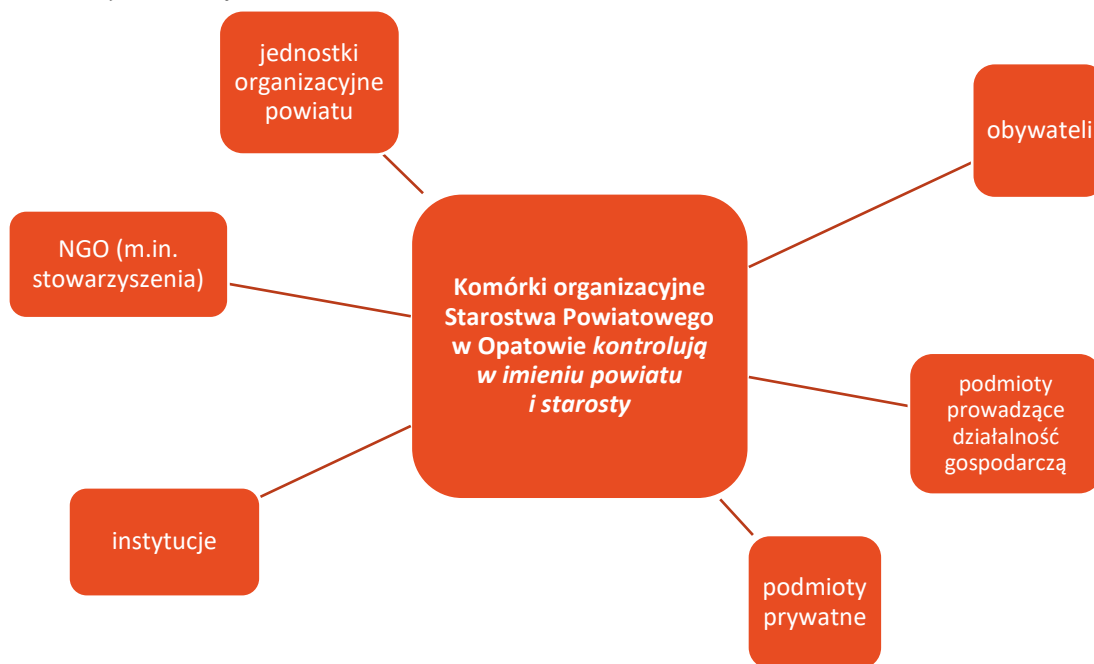 jednostki
organizacyjne
powiatu
obywateli
NGO (m.in.
stowarzyszenia)
Komórki organizacyjne
Starostwa Powiatowego
w Opatowie kontrolują
w imieniu powiatu
i starosty
podmioty
prowadzące
działalność
gospodarczą
instytucje
podmioty
prywatne